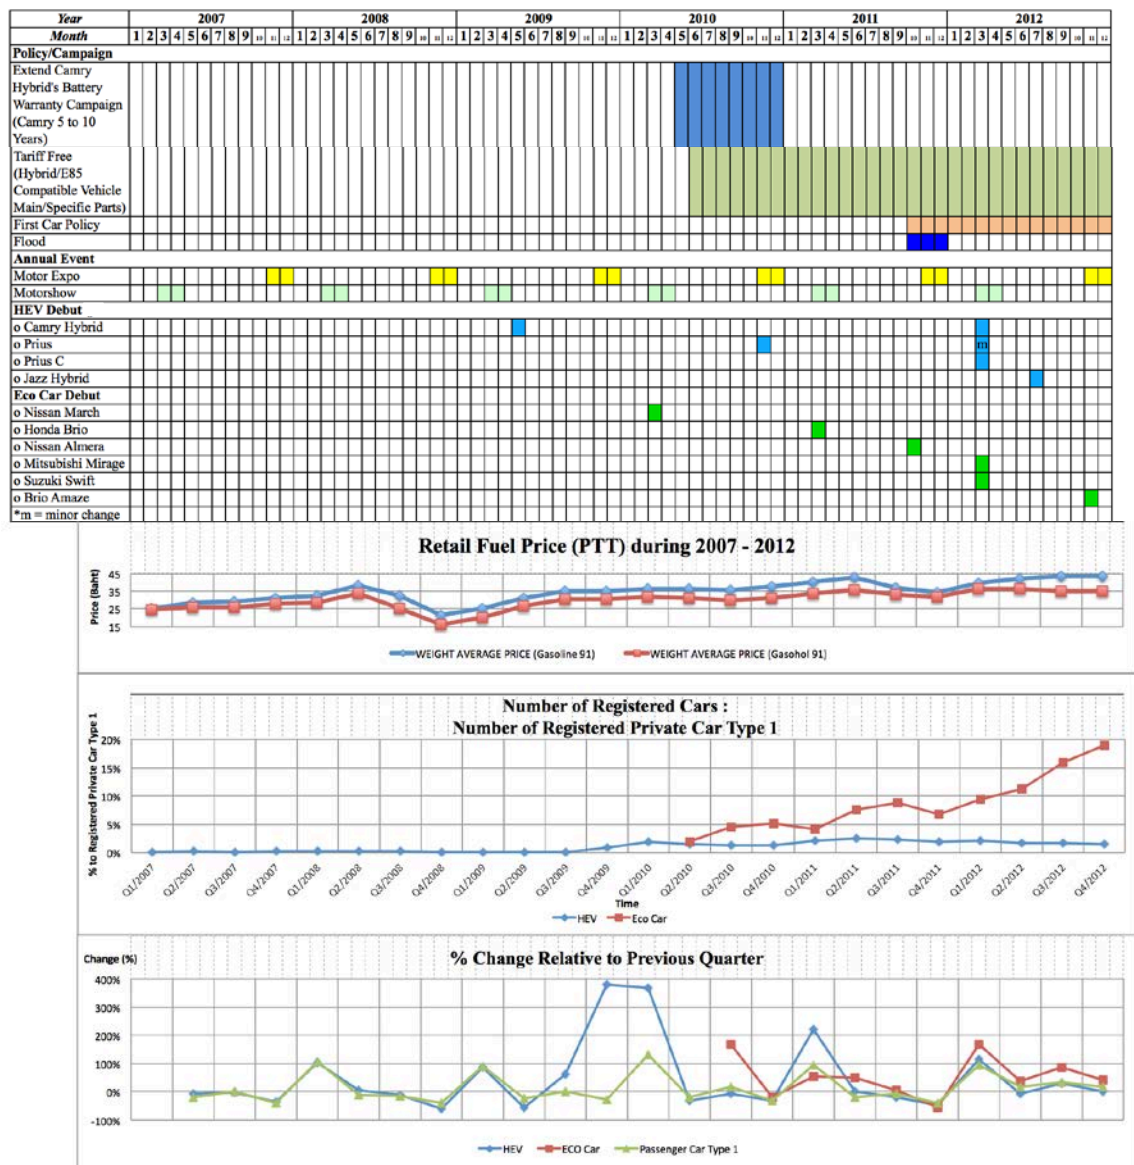 Year 2007 2008 2009 2010 2011 2012
Month 1 2 3 4 5 6 7 8 9 10 11 12 1 2 3 4 5 6 7 8 9 10 11 12 1 2 3 4 5 6 7 8 9 10 11 12 1 2 3 4 5 6 7 8 9 10 11 12 1 2 3 4 5 6 7 8 9 10 11 12 1 2 3 4 5 6 7 8 9 10 11 12
Policy/Campaign
Extend Camry
Hybrid's Battery
Warranty Campaign
(Camry 5 to 10
Years)
Tariff Free
(Hybrid/E85
Compatible Vehicle
Main/Specific Parts)
First Car Policy
Flood
Annual Event
Motor Expo
Motorshow
HEV Debut
o Camry Hybrid
o Prius m
o Prius C
o Jazz Hybrid
Eco Car Debut
o Nissan March
o Honda Brio
o Nissan Almera
o Mitsubishi Mirage
o Suzuki Swift
o Brio Amaze
*m = minor change
Retail Fuel Price (PTT) during 2007 - 2012
Price (Baht)
45
35
25
15
WEIGHT AVERAGE PRICE (Gasoline 91) WEIGHT AVERAGE PRICE (Gasohol 91)
Number of Registered Cars :
Number of Registered Private Car Type 1
% to Registered Private Car Type 1
20%
15%
10%
5%
0%
Q1/2007 Q2/2007 Q3/2007 Q4/2007 Q1/2008 Q2/2008 Q3/2008 Q4/2008 Q1/2009 Q2/2009 Q3/2009 Q4/2009 Q1/2010 Q2/2010 Q3/2010 Q4/2010 Q1/2011 Q2/2011 Q3/2011 Q4/2011 Q1/2012 Q2/2012 Q3/2012 Q4/2012
Time
HEV Eco Car
Change (%)
% Change Relative to Previous Quarter
400%
300%
200%
100%
0%
-100%
HEV ECO Car Passenger Car Type 1